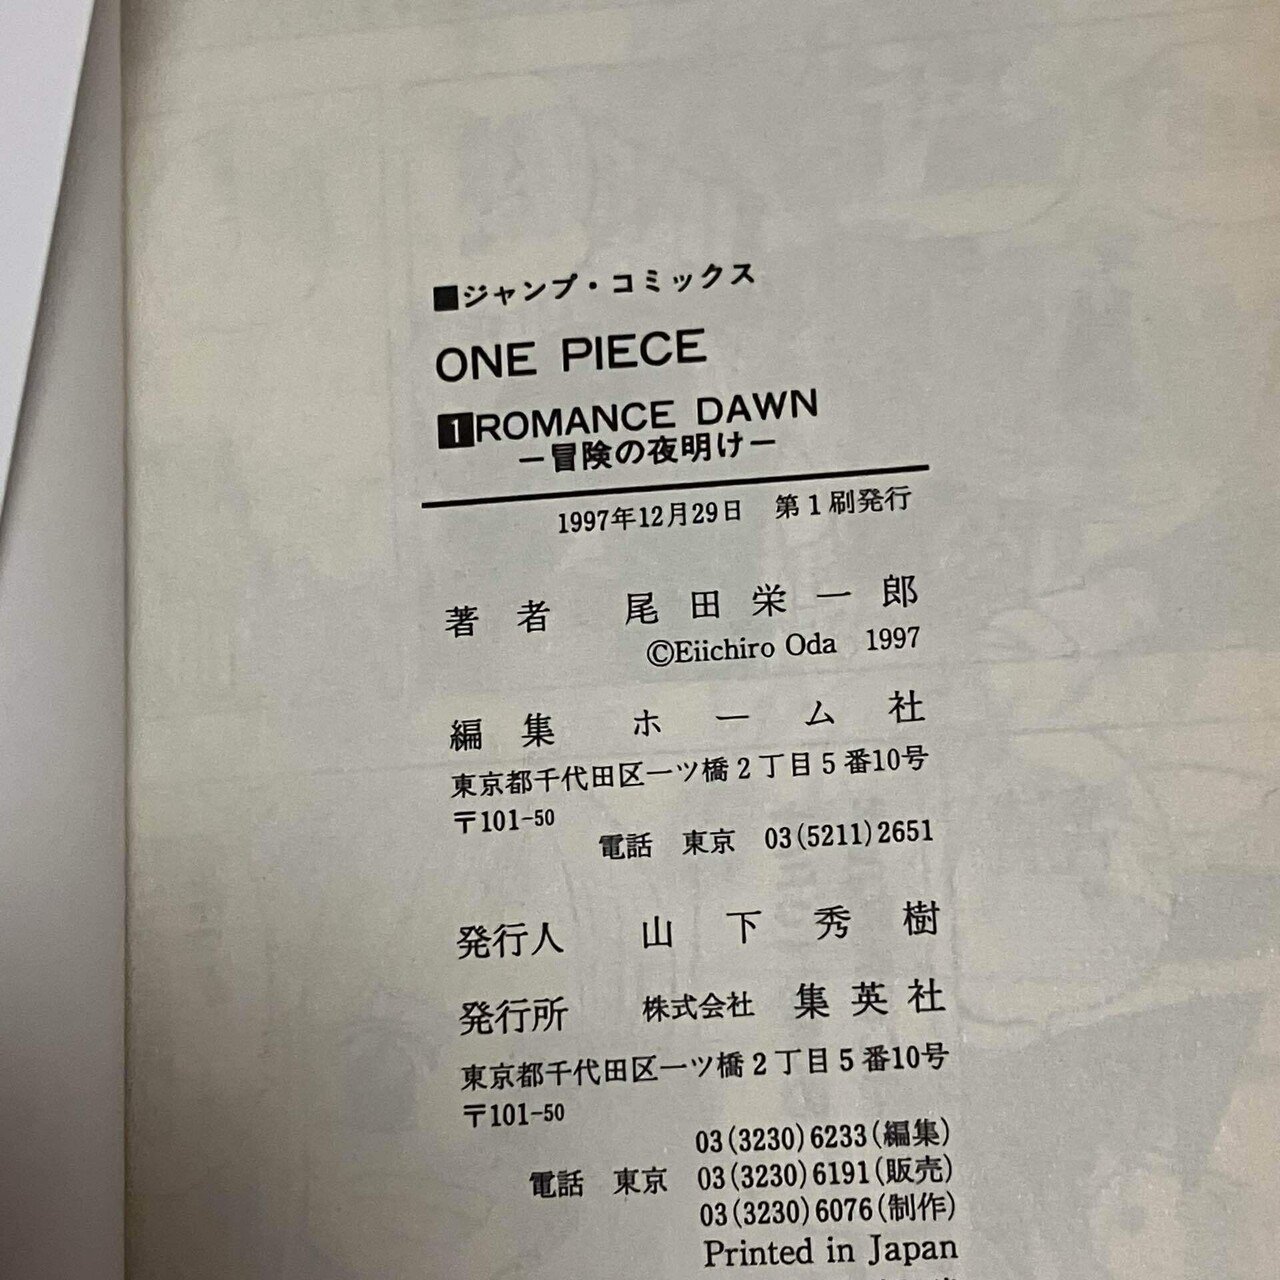 ■ジャンプ・コミックス
ONE PIECE
1 ROMANCE DAWN
―冒険の夜明け―
1997年12月29日 第1刷発行
著者 尾田栄一郎
©Eiichiro Oda 1997
編集 ホーム社
東京都千代田区一ツ橋2丁目5番10号
〒101-50
電話 東京 03(5211)2651
発行人 山下秀樹
発行所 株式会社 集英社
東京都千代田区一ツ橋2丁目5番10号
〒101-50
03(3230)6233(編集)
電話 東京 03(3230)6191(販売)
03(3230)6076(制作)
Printed in Japan